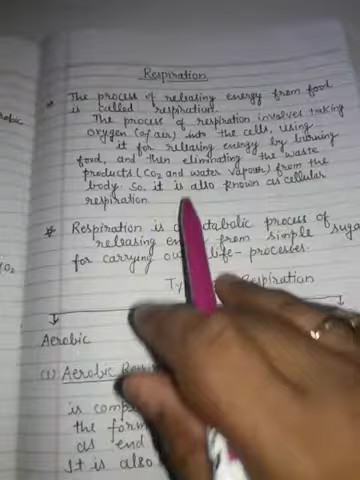 Respiration
* The process of releasing energy from food
is called respiration.
The process of respiration involves taking
oxygen (of air) into the cells, using
it for releasing energy by burning
food, and then eliminating the waste
products (CO2 and water vapour) from the
body. So it is also known as cellular
respiration.
* Respiration is catabolic process of
releasing from simple
for carrying out life-processes.
Respiration
Aerobic
(1) Aerobic
is
the
as end
It is also